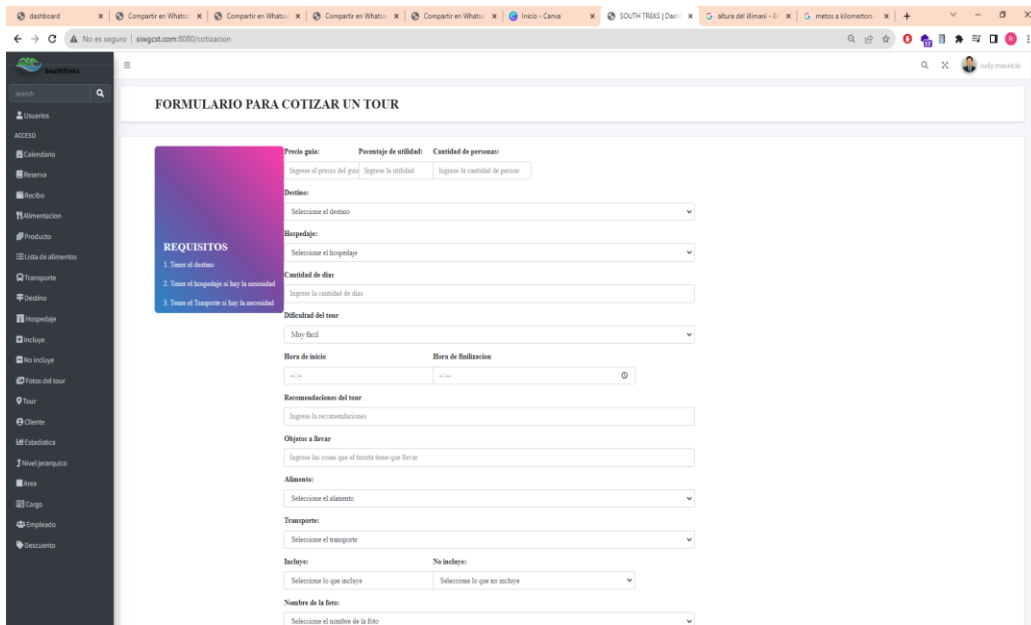 dashboard
Compartir en Whats
Compartir en Whats
Compartir en Whats
Compartir en Whats
Inicio - Canva
SOUTH TREKS | Dash
altura del illimani -
metos a kilomertors
No es seguro | siwgcst.com:8080/cotizacion
SouthTreks
rudy mauricio
search
Usuarios
ACCESO
Calendario
Reserva
Recibo
Alimentacion
Producto
Lista de alimentos
Transporte
Destino
Hospedaje
Incluye
No incluye
Fotos del tour
Tour
Cliente
Estadistica
Nivel jerarquico
Area
Cargo
Empleado
Descuento
FORMULARIO PARA COTIZAR UN TOUR
REQUISITOS
1. Tener el destino
2. Tener el hospedaje si hay la nesesidad
3. Tener el Trasporte si hay la necesidad
Precio guia: Pocentaje de utilidad: Cantidad de personas:
Ingrese el precio del guia Ingrese la utilidad Ingrese la cantidad de person
Destino:
Seleccione el destino
Hospedaje:
Seleccione el hospedaje
Cantidad de dias
Ingrese la cantidad de dias
Dificultad del tour
Muy facil
Hora de inicio Hora de finilizacion
--:-- --:--
Recomendaciones del tour
Ingrese la recomendaciones
Objetos a llevar
Ingrese las cosas que el turista tiene que llevar
Alimento:
Seleccione el alimento
Transporte:
Seleccione el transporte
Incluye: No incluye:
Seleccione lo que incluye Seleccione lo que no incluye
Nombre de la foto:
Seleccione el nombre de la foto